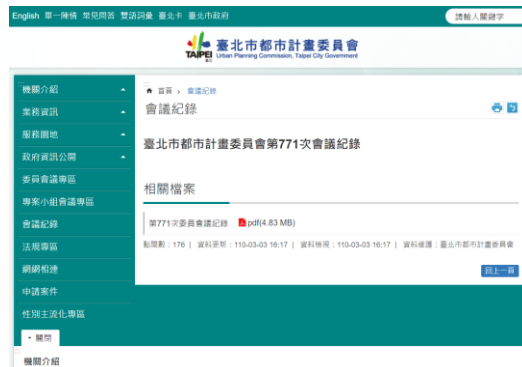 English 單一陳情 常見問答 雙語詞彙 臺北卡 臺北市政府
請輸入關鍵字
TAIPEI 臺北市都市計畫委員會
Urban Planning Commission, Taipei City Government
機關介紹
業務資訊
服務園地
政府資訊公開
委員會議專區
專案小組會議專區
會議紀錄
法規專區
網網相連
申請案件
性別主流化專區
關閉
機關介紹
首頁 › 會議紀錄
會議紀錄
臺北市都市計畫委員會第771次會議紀錄
相關檔案
第771次委員會議紀錄 pdf(4.83 MB)
點閱數：176 | 資料更新：110-03-03 16:17 | 資料檢視：110-03-03 16:17 | 資料維護：臺北市都市計畫委員會
回上一頁